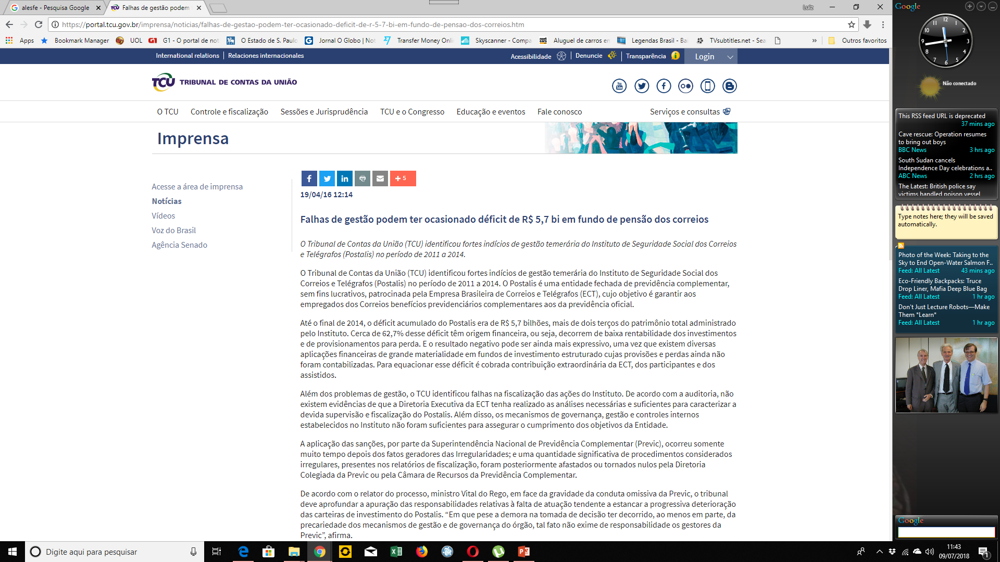 alesfe - Pesquisa Google
Falhas de gestão podem
Luiz
https://portal.tcu.gov.br/imprensa/noticias/falhas-de-gestao-podem-ter-ocasionado-deficit-de-r-5-7-bi-em-fundo-de-pensao-dos-correios.htm
Apps
Bookmark Manager
UOL
G1 - O portal de not
O Estado de S. Paulo
Jornal O Globo | Not
Transfer Money Onli
Skyscanner - Compa
Aluguel de carros en
Legendas Brasil - Ba
TVsubtitles.net - Sea
»
Outros favoritos
International relations | Relaciones internacionales
Acessibilidade | Denuncie | Transparência
Login
TCU TRIBUNAL DE CONTAS DA UNIÃO
O TCU
Controle e fiscalização
Sessões e Jurisprudência
TCU e o Congresso
Educação e eventos
Fale conosco
Serviços e consultas
Imprensa
Acesse a área de imprensa
Notícias
Vídeos
Voz do Brasil
Agência Senado
+ 5
19/04/16 12:14
Falhas de gestão podem ter ocasionado déficit de R$ 5,7 bi em fundo de pensão dos correios
O Tribunal de Contas da União (TCU) identificou fortes indícios de gestão temerária do Instituto de Seguridade Social dos Correios
e Telégrafos (Postalis) no período de 2011 a 2014.
O Tribunal de Contas da União (TCU) identificou fortes indícios de gestão temerária do Instituto de Seguridade Social dos
Correios e Telégrafos (Postalis) no período de 2011 a 2014. O Postalis é uma entidade fechada de previdência complementar,
sem fins lucrativos, patrocinada pela Empresa Brasileira de Correios e Telégrafos (ECT), cujo objetivo é garantir aos
empregados dos Correios benefícios previdenciários complementares aos da previdência oficial.
Até o final de 2014, o déficit acumulado do Postalis era de R$ 5,7 bilhões, mais de dois terços do patrimônio total administrado
pelo Instituto. Cerca de 62,7% desse déficit têm origem financeira, ou seja, decorrem de baixa rentabilidade dos investimentos
e de provisionamentos para perda. E o resultado negativo pode ser ainda mais expressivo, uma vez que existem diversas
aplicações financeiras de grande materialidade em fundos de investimento estruturado cujas provisões e perdas ainda não
foram contabilizadas. Para equacionar esse déficit é cobrada contribuição extraordinária da ECT, dos participantes e dos
assistidos.
Além dos problemas de gestão, o TCU identificou falhas na fiscalização das ações do Instituto. De acordo com a auditoria, não
existem evidências de que a Diretoria Executiva da ECT tenha realizado as análises necessárias e suficientes para caracterizar a
devida supervisão e fiscalização do Postalis. Além disso, os mecanismos de governança, gestão e controles internos
estabelecidos no Instituto não foram suficientes para assegurar o cumprimento dos objetivos da Entidade.
A aplicação das sanções, por parte da Superintendência Nacional de Previdência Complementar (Previc), ocorreu somente
muito tempo depois dos fatos geradores das Irregularidades; e uma quantidade significativa de procedimentos considerados
irregulares, presentes nos relatórios de fiscalização, foram posteriormente afastados ou tornados nulos pela Diretoria
Colegiada da Previc ou pela Câmara de Recursos da Previdência Complementar.
De acordo com o relator do processo, ministro Vital do Rego, em face da gravidade da conduta omissiva da Previc, o tribunal
deve aprofundar a apuração das responsabilidades relativas à falta de atuação tendente a estancar a progressiva deterioração
das carteiras de investimento do Postalis. “Em que pese a demora na tomada de decisão ter decorrido, ao menos em parte, da
precariedade dos mecanismos de gestão e de governança do órgão, tal fato não exime de responsabilidade os gestores da
Previc”, afirma.
Google
12
1
2
3
4
5
6
7
8
9
10
11
Não conectado
This RSS feed URL is deprecated
37 mins ago
Cave rescue: Operation resumes
to bring out boys
BBC News 3 hrs ago
South Sudan cancels
Independence Day celebrations a..
ABC News 2 hrs ago
The Latest: British police say
victims handled poison vessel
Type notes here; they will be saved
automatically.
Photo of the Week: Taking to the
Sky to End Open-Water Salmon F..
Feed: All Latest 43 mins ago
Eco-Friendly Backpacks: Truce
Drop Liner, Mafia Deep Blue Bag
Feed: All Latest 1 hr ago
Don't Just Lecture Robots—Make
Them *Learn*
Feed: All Latest 1 hr ago
Google
Digite aqui para pesquisar
11:43
09/07/2018
1